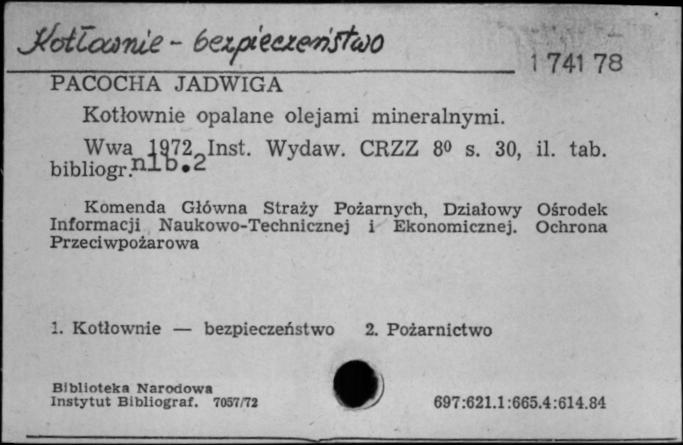 Kotłownie - bezpieczeństwo
1 741 78
PACOCHA JADWIGA
Kotłownie opalane olejami mineralnymi.
Wwa 1972 Inst. Wydaw. CRZZ 8º s. 30, il. tab.
bibliogr. nlb.2
Komenda Główna Straży Pożarnych, Działowy Ośrodek
Informacji Naukowo-Technicznej i Ekonomicznej. Ochrona
Przeciwpożarowa
1. Kotłownie — bezpieczeństwo 2. Pożarnictwo
Biblioteka Narodowa
Instytut Bibliograf. 7057/72
697:621.1:665.4:614.84